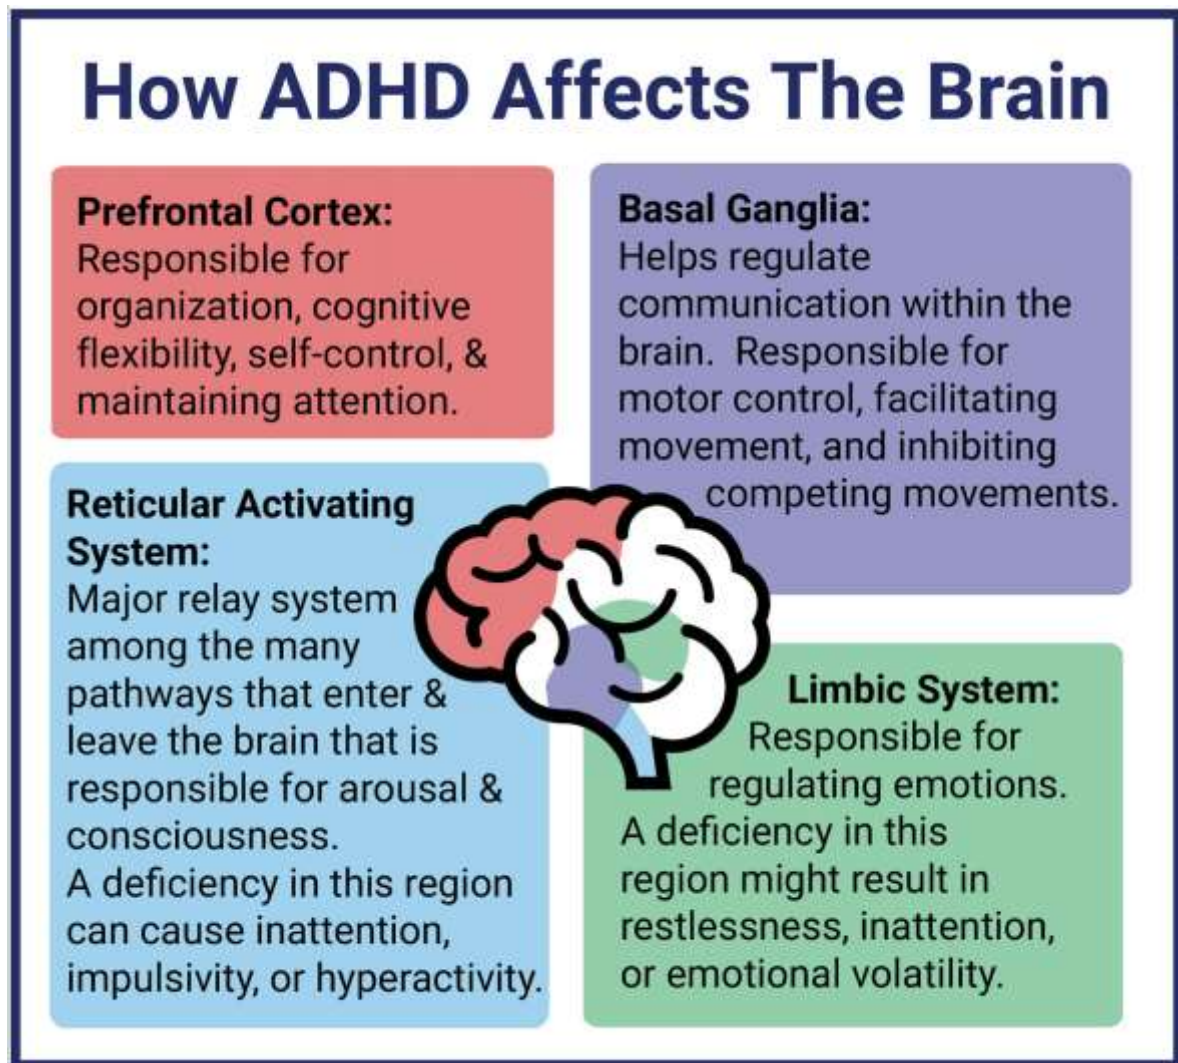 How ADHD Affects The Brain
Prefrontal Cortex:
Responsible for
organization, cognitive
flexibility, self-control, &
maintaining attention.
Basal Ganglia:
Helps regulate
communication within the
brain.  Responsible for
motor control, facilitating
movement, and inhibiting
competing movements.
Reticular Activating
System:
Major relay system
among the many
pathways that enter &
leave the brain that is
responsible for arousal &
consciousness.
A deficiency in this region
can cause inattention,
impulsivity, or hyperactivity.
Limbic System:
Responsible for
regulating emotions.
A deficiency in this
region might result in
restlessness, inattention,
or emotional volatility.